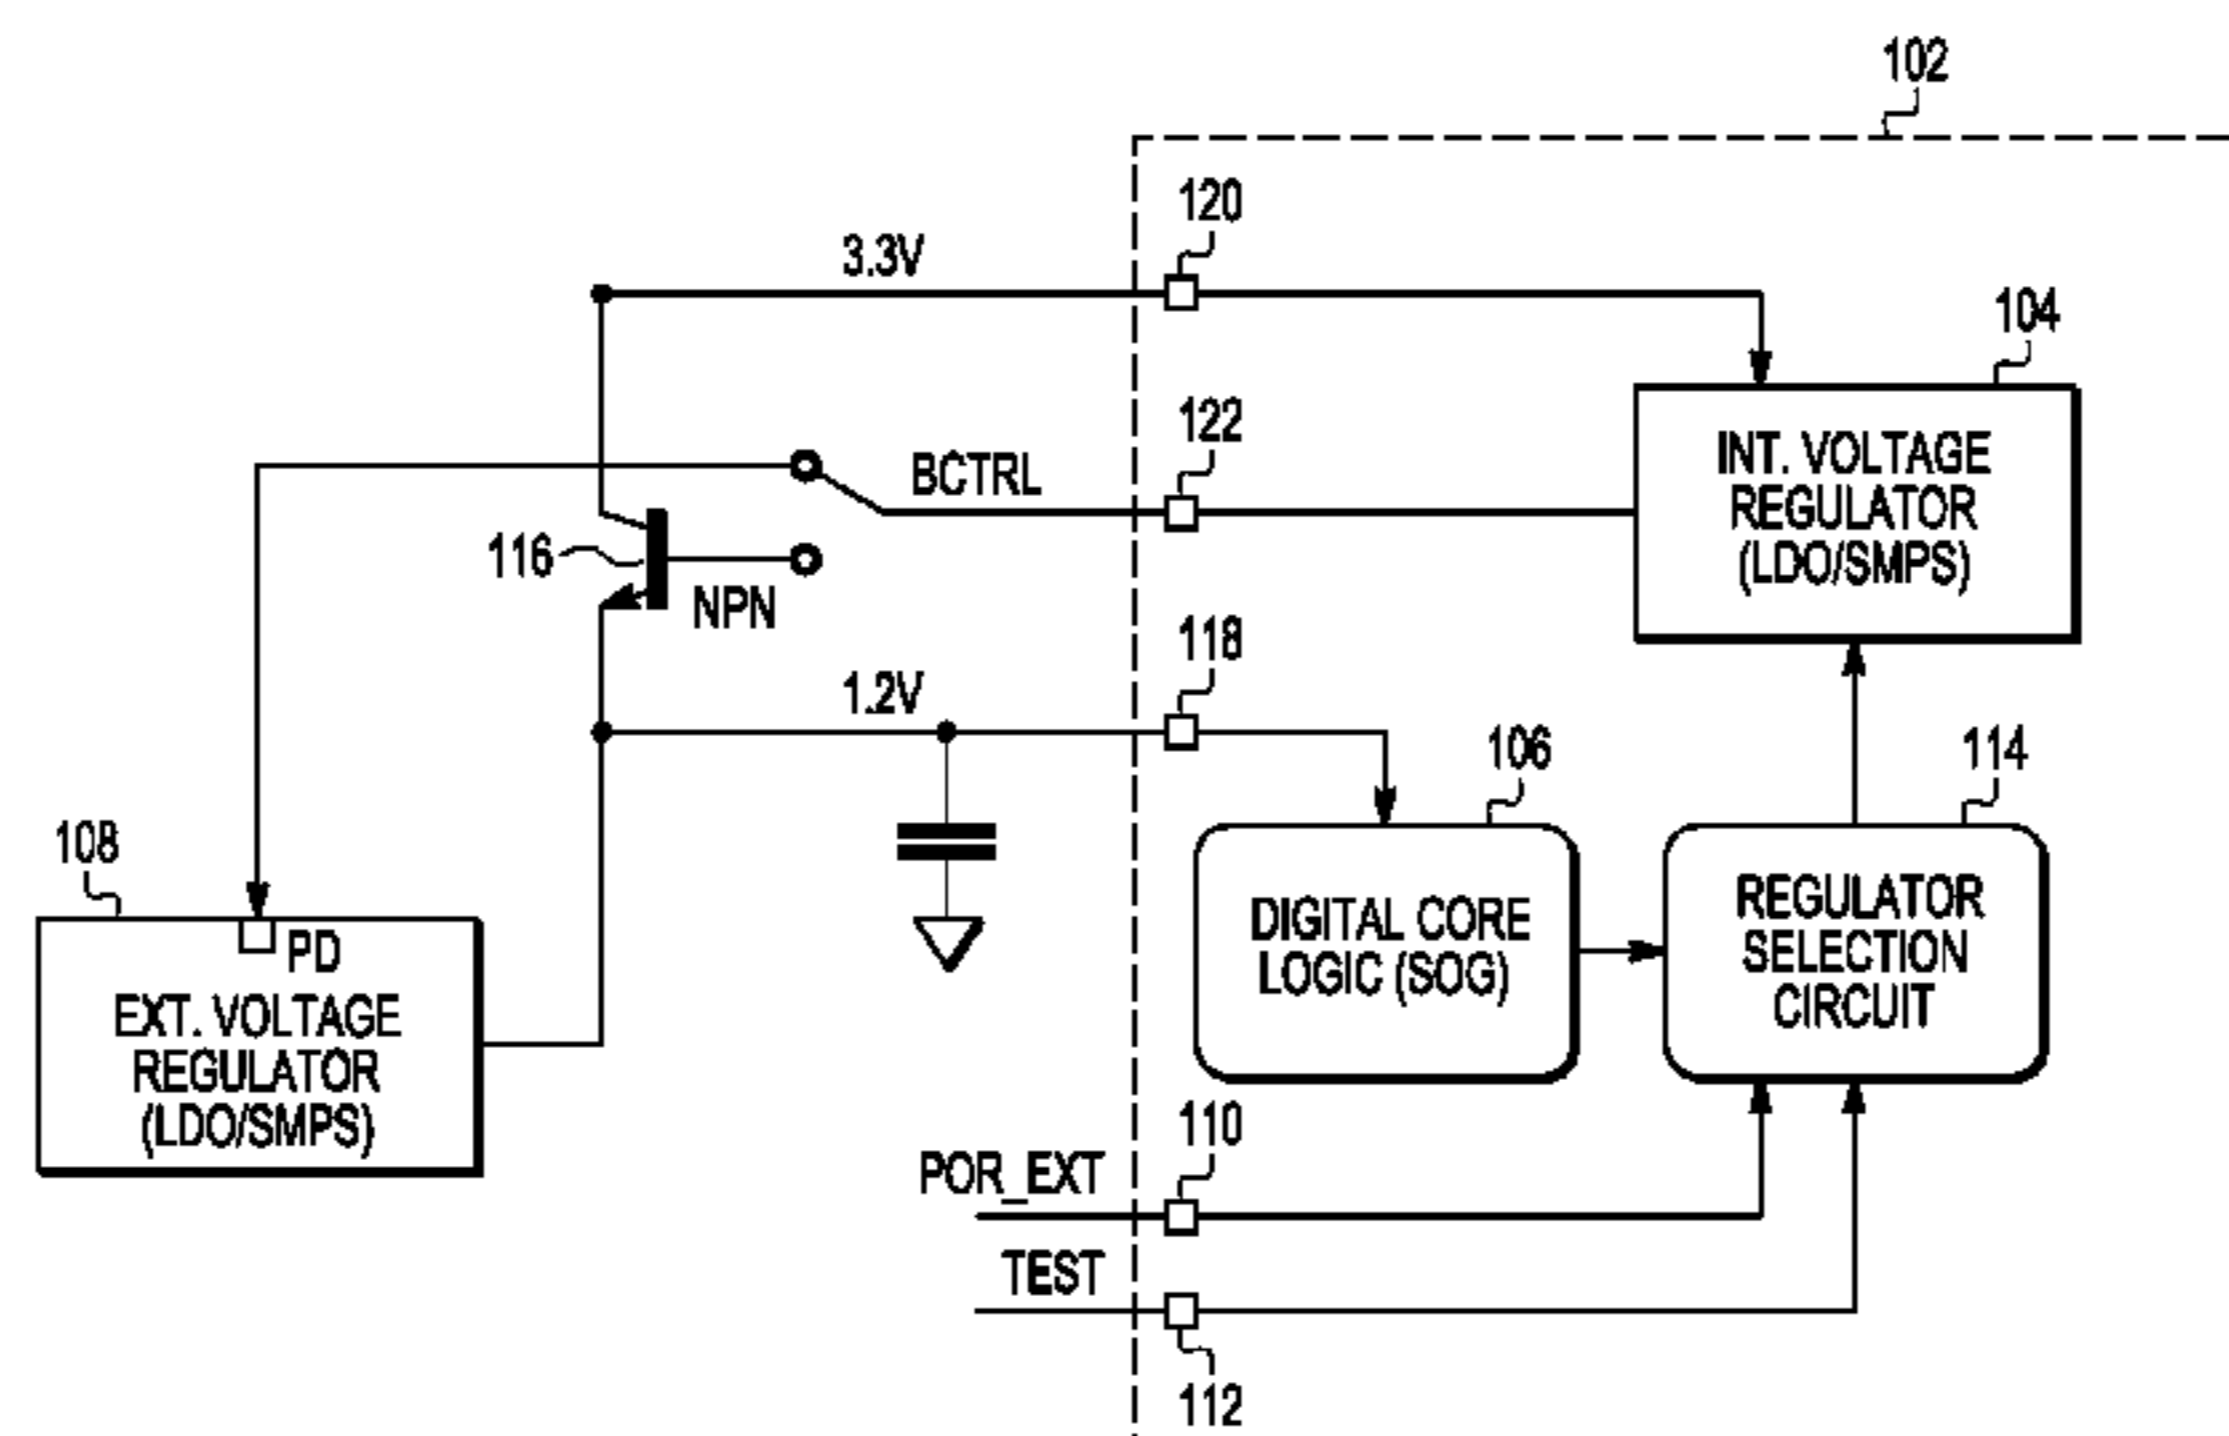 102
120
3.3V
104
122
BCTRL
INT. VOLTAGE
REGULATOR
(LDO/SMPS)
116
NPN
118
1.2V
106
114
108
PD
EXT. VOLTAGE
REGULATOR
(LDO/SMPS)
DIGITAL CORE
LOGIC (SOG)
REGULATOR
SELECTION
CIRCUIT
110
POR_EXT
TEST
112